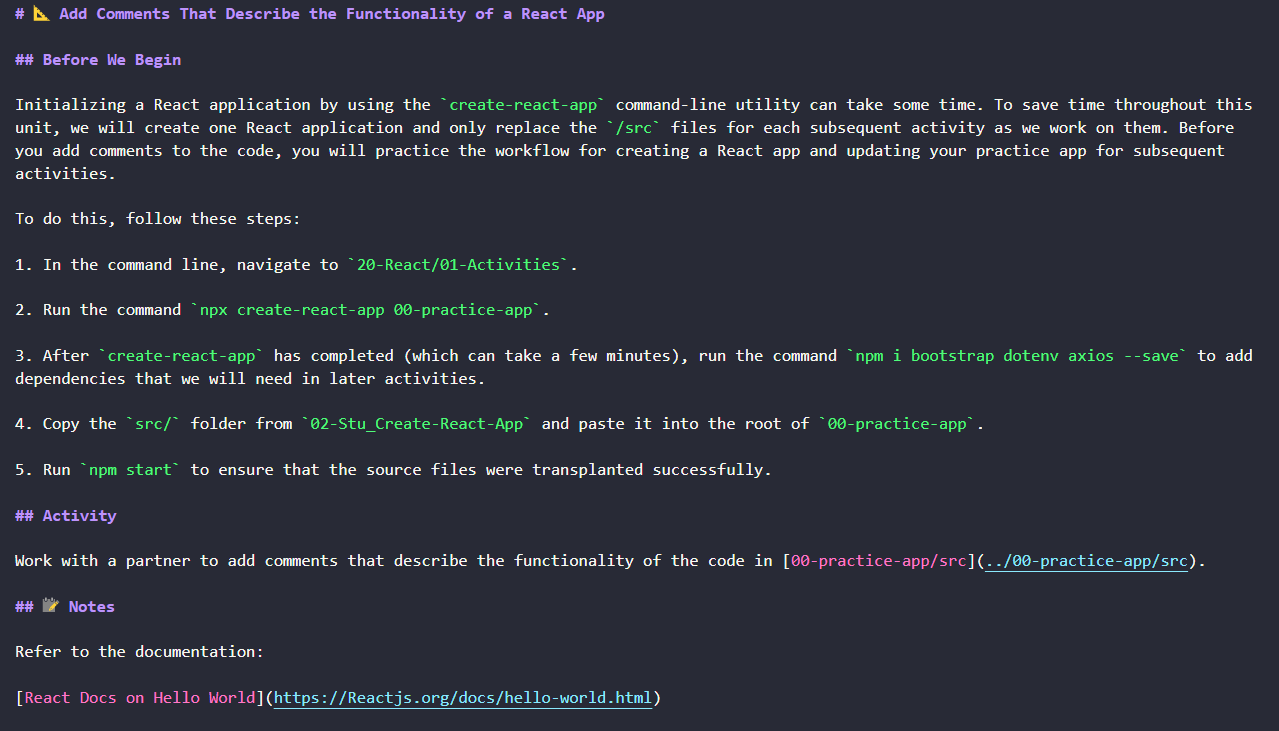 # 📐 Add Comments That Describe the Functionality of a React App
## Before We Begin
Initializing a React application by using the `create-react-app` command-line utility can take some time. To save time throughout this
unit, we will create one React application and only replace the `/src` files for each subsequent activity as we work on them. Before
you add comments to the code, you will practice the workflow for creating a React app and updating your practice app for subsequent
activities.
To do this, follow these steps:
1. In the command line, navigate to `20-React/01-Activities`.
2. Run the command `npx create-react-app 00-practice-app`.
3. After `create-react-app` has completed (which can take a few minutes), run the command `npm i bootstrap dotenv axios --save` to add
dependencies that we will need in later activities.
4. Copy the `src/` folder from `02-Stu_Create-React-App` and paste it into the root of `00-practice-app`.
5. Run `npm start` to ensure that the source files were transplanted successfully.
## Activity
Work with a partner to add comments that describe the functionality of the code in [00-practice-app/src](../00-practice-app/src).
## 📝 Notes
Refer to the documentation:
[React Docs on Hello World](https://Reactjs.org/docs/hello-world.html)